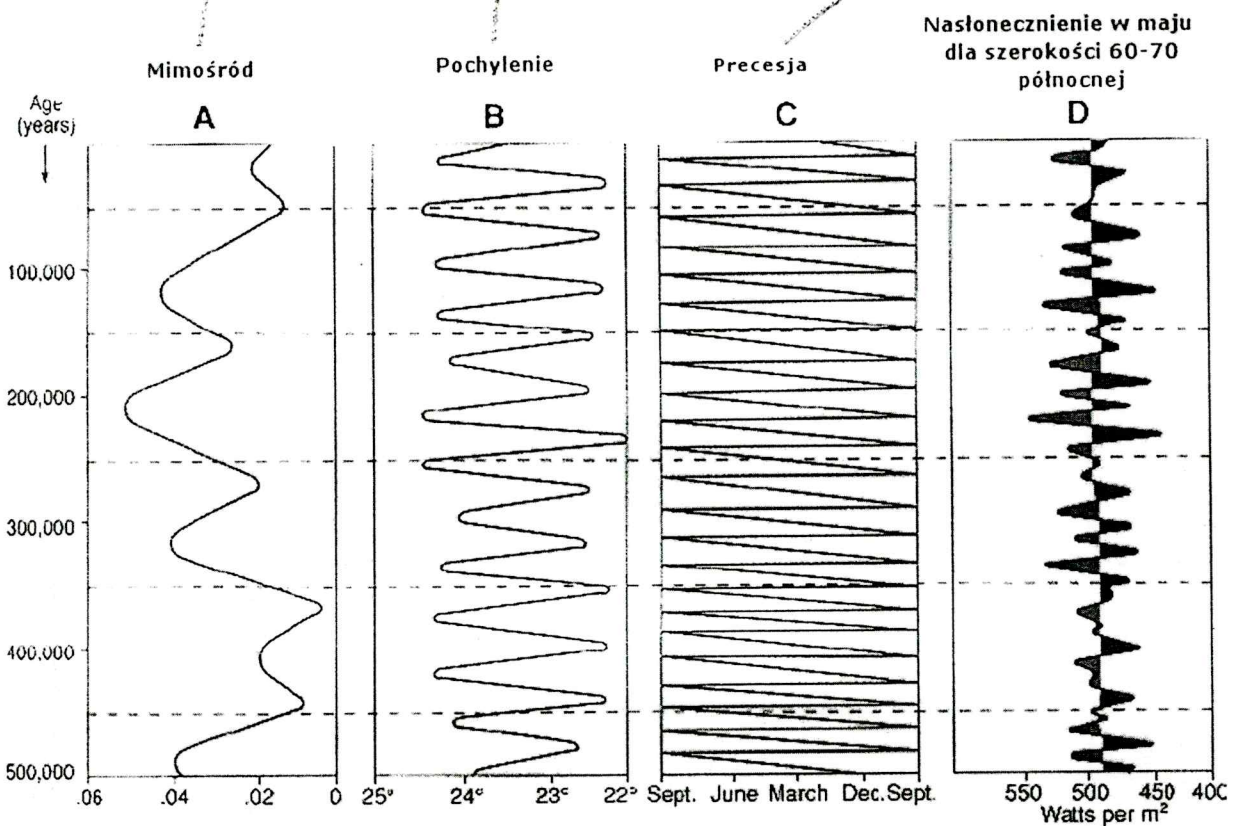 Nasłonecznienie w maju
dla szerokości 60-70
północnej
Mimośród
Pochylenie
Precesja
Age
(years)
A
B
C
D
100,000
200,000
300,000
400,000
500,000
.06 .04 .02 0
25° 24° 23° 22°
Sept. June March Dec. Sept.
550 500 450 400
Watts per m²